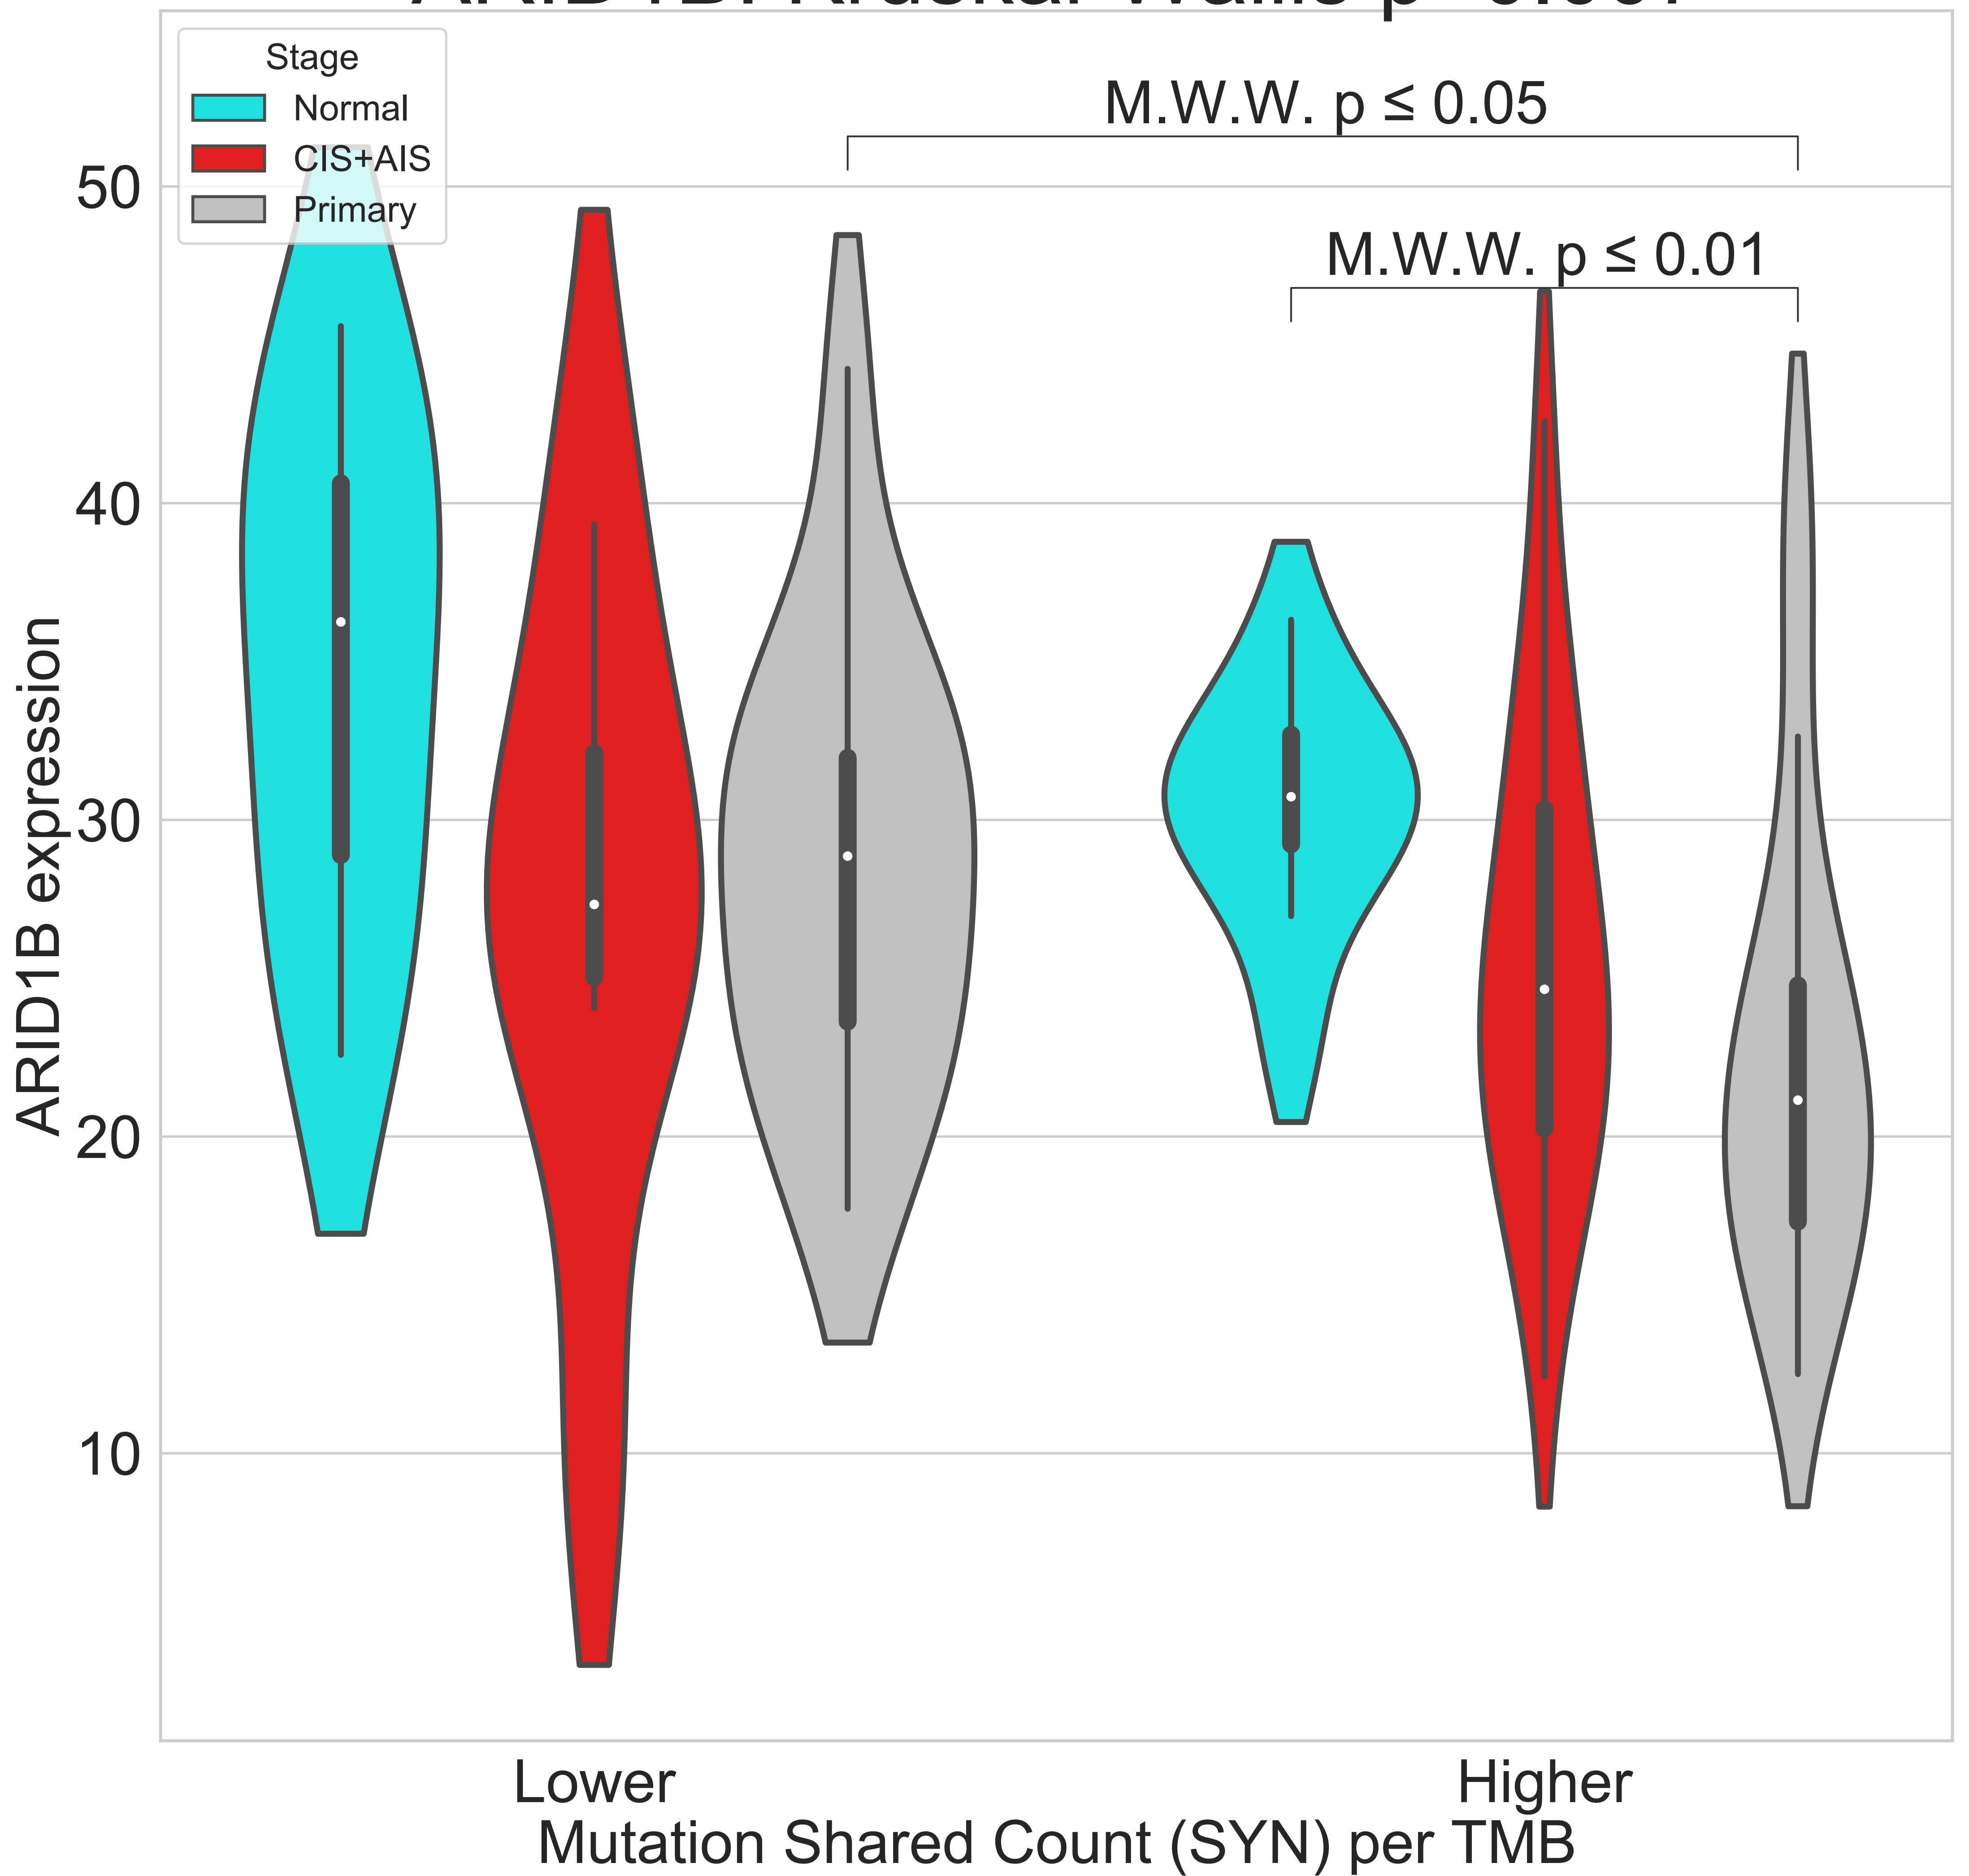 Stage
Normal
CIS+AIS
Primary
M.W.W. p ≤ 0.05
M.W.W. p ≤ 0.01
50
40
30
20
10
ARID1B expression
Lower
Higher
Mutation Shared Count (SYN) per TMB